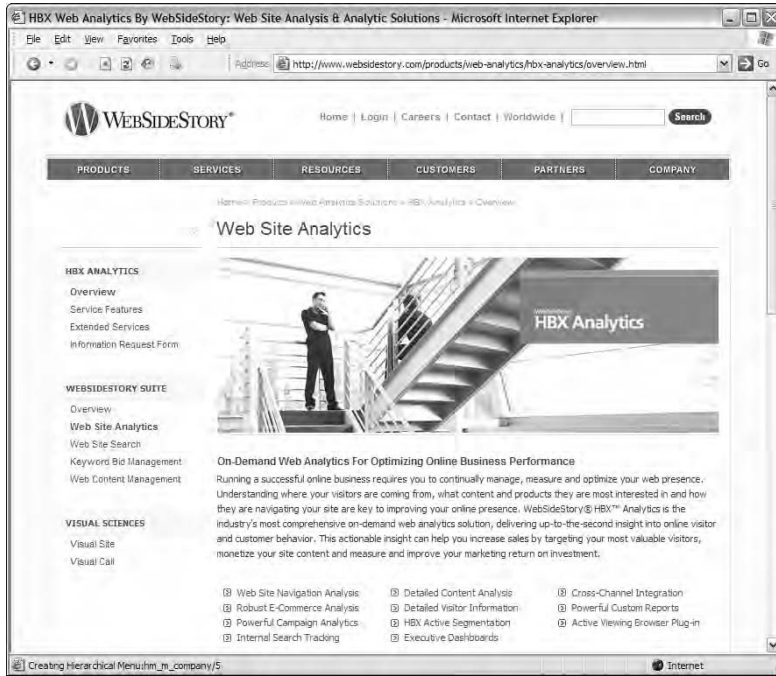 HBX Web Analytics By WebSideStory: Web Site Analysis & Analytic Solutions - Microsoft Internet Explorer
File Edit View Favorites Tools Help
Address http://www.websidestory.com/products/web-analytics/hbx-analytics/overview.html Go
WEBSIDESTORY®
Home | Login | Careers | Contact | Worldwide | Search
PRODUCTS SERVICES RESOURCES CUSTOMERS PARTNERS COMPANY
Home » Products » Web Analytics Solutions » HBX Analytics » Overview
Web Site Analytics
HBX ANALYTICS
Overview
Service Features
Extended Services
Information Request Form
WEBSIDESTORY SUITE
Overview
Web Site Analytics
Web Site Search
Keyword Bid Management
Web Content Management
VISUAL SCIENCES
Visual Site
Visual Call
HBX Analytics
On-Demand Web Analytics For Optimizing Online Business Performance
Running a successful online business requires you to continually manage, measure and optimize your web presence.
Understanding where your visitors are coming from, what content and products they are most interested in and how
they are navigating your site are key to improving your online presence. WebSideStory® HBX™ Analytics is the
industry's most comprehensive on-demand web analytics solution, delivering up-to-the-second insight into online visitor
and customer behavior. This actionable insight can help you increase sales by targeting your most valuable visitors,
monetize your site content and measure and improve your marketing return on investment.
Web Site Navigation Analysis Detailed Content Analysis Cross-Channel Integration
Robust E-Commerce Analysis Detailed Visitor Information Powerful Custom Reports
Powerful Campaign Analytics HBX Active Segmentation Active Viewing Browser Plug-in
Internal Search Tracking Executive Dashboards
Creating Hierarchical Menu:hm_m_company/5 Internet